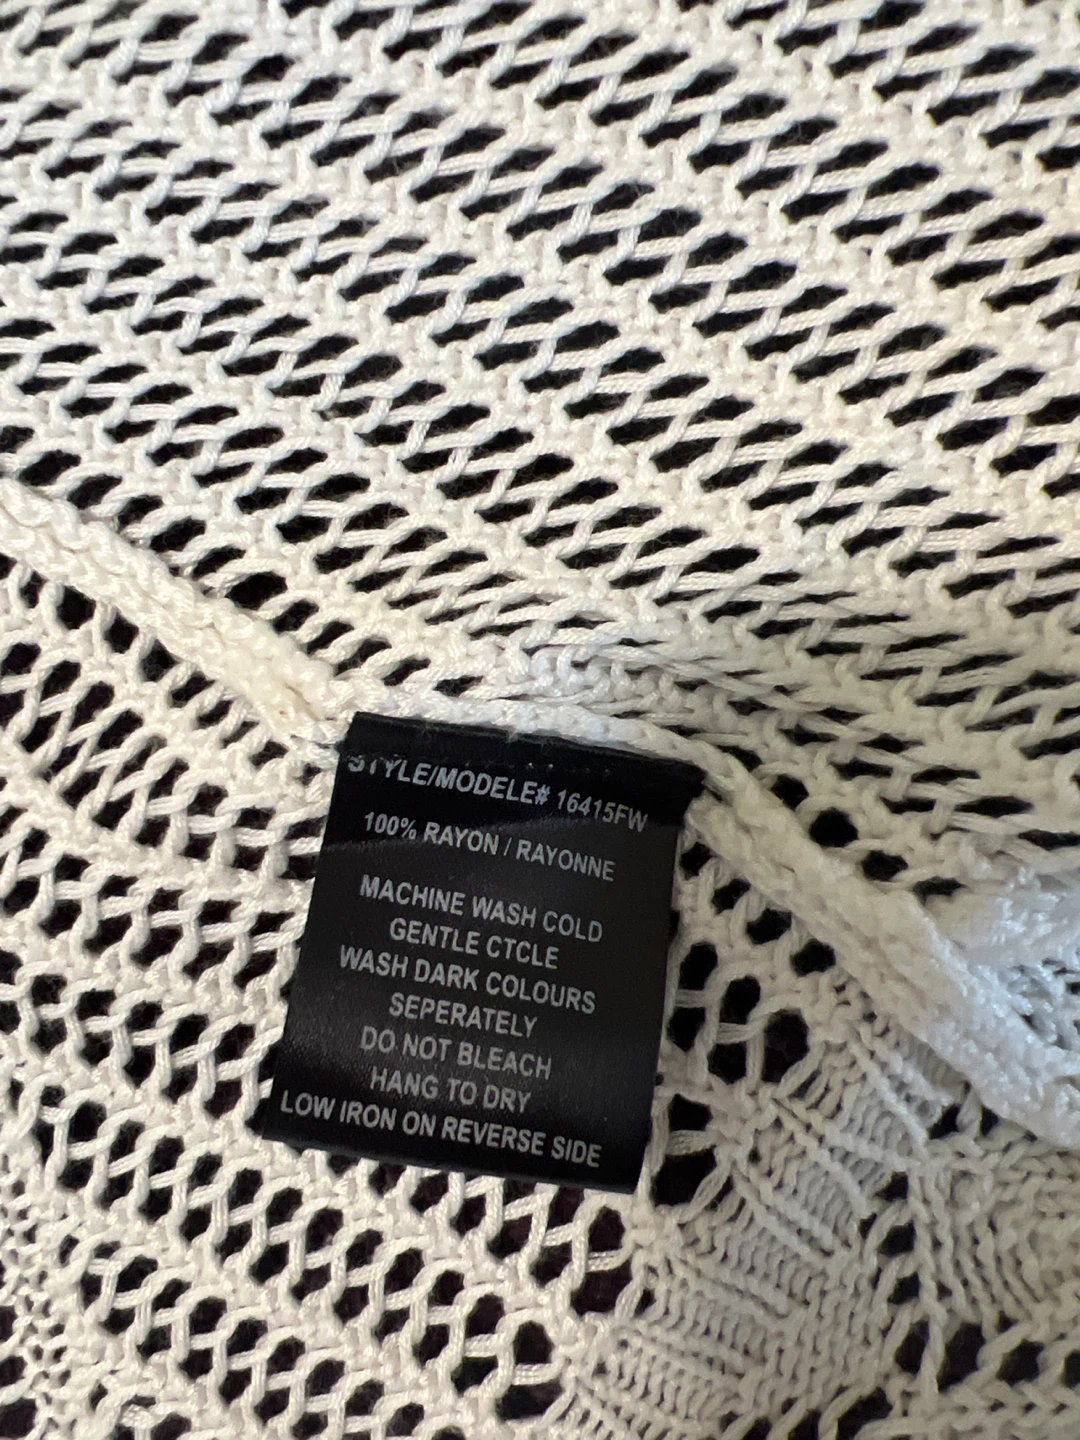 STYLE/MODELE# 16415FW
100% RAYON / RAYONNE
MACHINE WASH COLD
GENTLE CTCLE
WASH DARK COLOURS
SEPERATELY
DO NOT BLEACH
HANG TO DRY
LOW IRON ON REVERSE SIDE